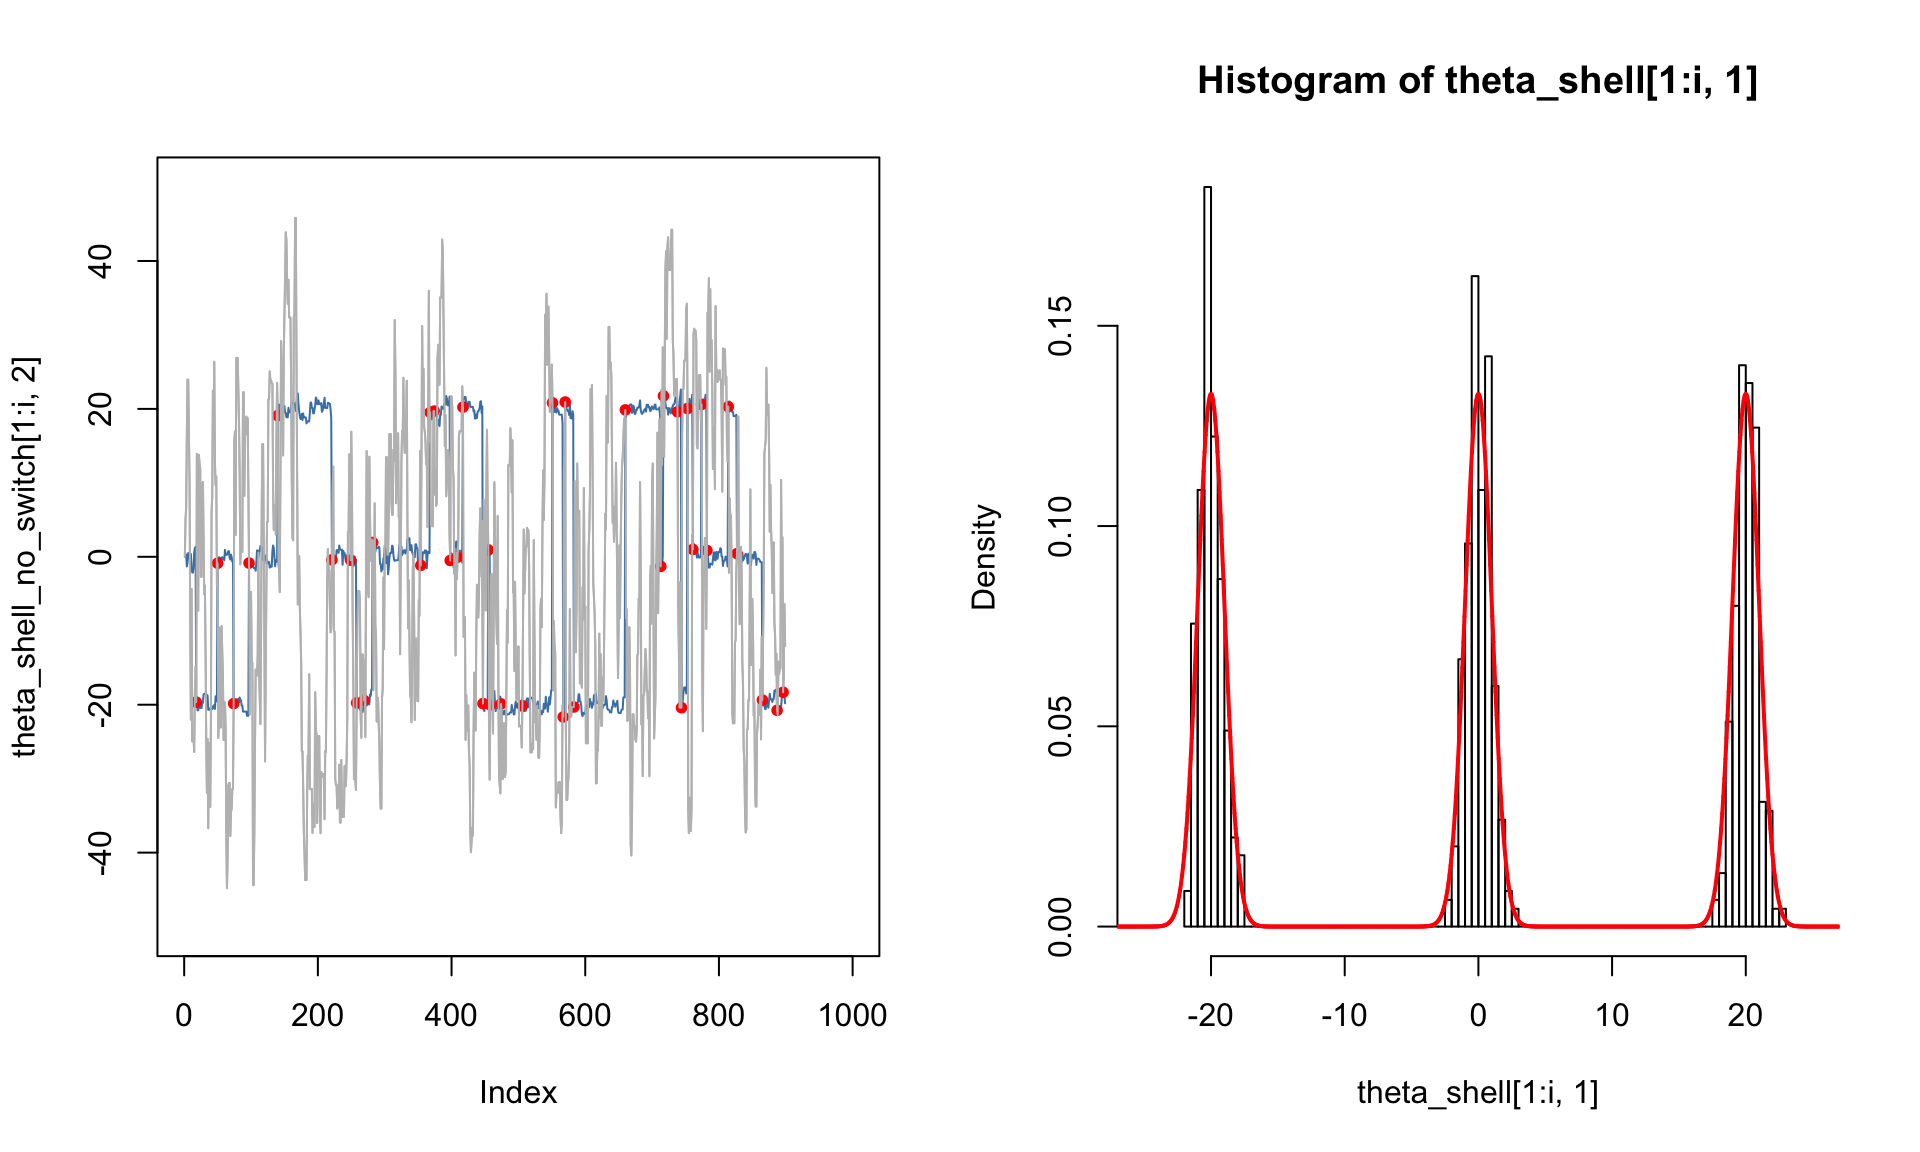 theta_shell_no_switch[1:i, 2]
40
20
0
-20
-40
0 200 400 600 800 1000
Index
Histogram of theta_shell[1:i, 1]
Density
0.15
0.10
0.05
0.00
-20 -10 0 10 20
theta_shell[1:i, 1]